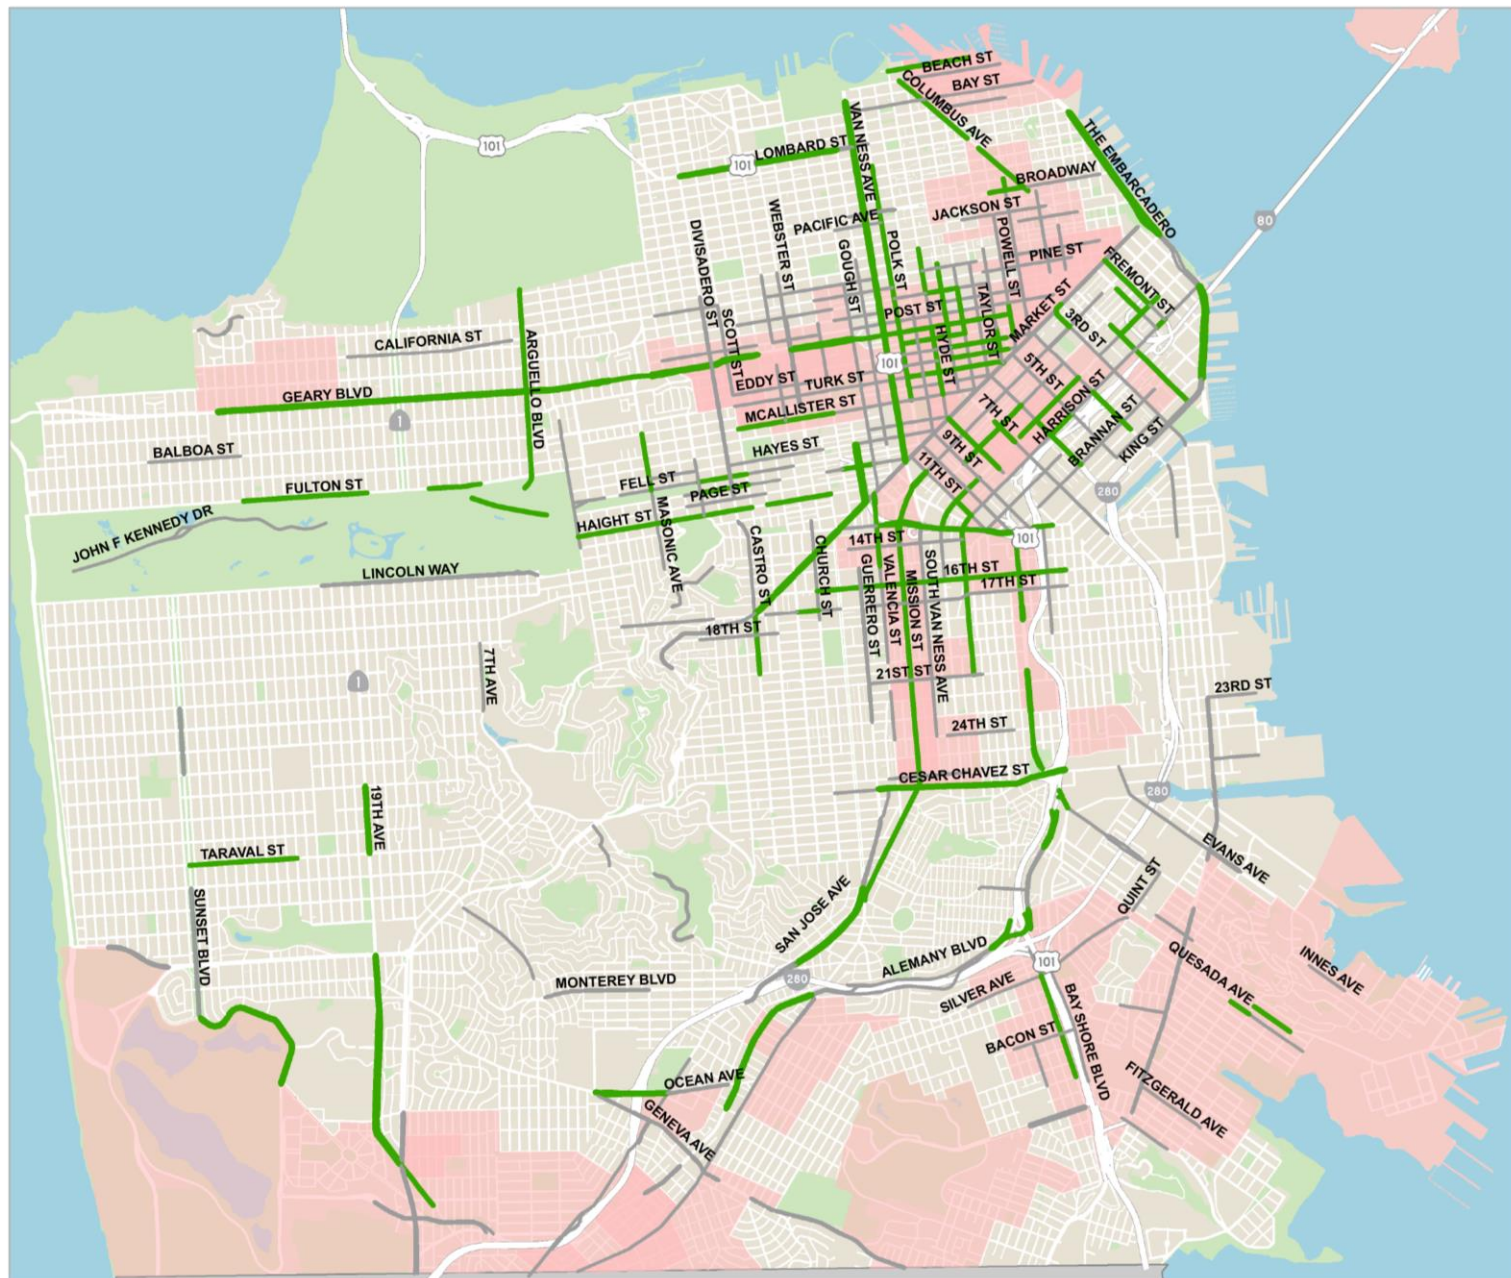 BEACH ST
BAY ST
COLUMBUS AVE
VAN NESS AVE
THE EMBARCADERO
101
LOMBARD ST
101
BROADWAY
JACKSON ST
WEBSTER ST
PACIFIC AVE
80
DIVISADERO ST
POLK ST
POWELL ST
GOUGH ST
PINE ST
FREMONT ST
TAYLOR ST
MARKET ST
POST ST
3RD ST
SCOTT ST
HYDE ST
CALIFORNIA ST
ARGUELLO BLVD
101
5TH ST
EDDY ST
TURK ST
HARRISON ST
GEARY BLVD
MCALLISTER ST
1
7TH ST
BRANNAN ST
KING ST
BALBOA ST
HAYES ST
9TH ST
11TH ST
FELL ST
PAGE ST
FULTON ST
280
JOHN F KENNEDY DR
HAIGHT ST
MASONIC AVE
CASTRO ST
CHURCH ST
14TH ST
101
GUERRERO ST
VALENCIA ST
MISSION ST
SOUTH VAN NESS AVE
16TH ST
17TH ST
LINCOLN WAY
18TH ST
7TH AVE
1
21ST ST
23RD ST
24TH ST
CESAR CHAVEZ ST
280
19TH AVE
TARAVAL ST
EVANS AVE
SUNSET BLVD
QUINT ST
SAN JOSE AVE
ALEMANY BLVD
101
QUESADA AVE
INNES AVE
280
MONTEREY BLVD
SILVER AVE
BAY SHORE BLVD
BACON ST
OCEAN AVE
FITZGERALD AVE
GENEVA AVE